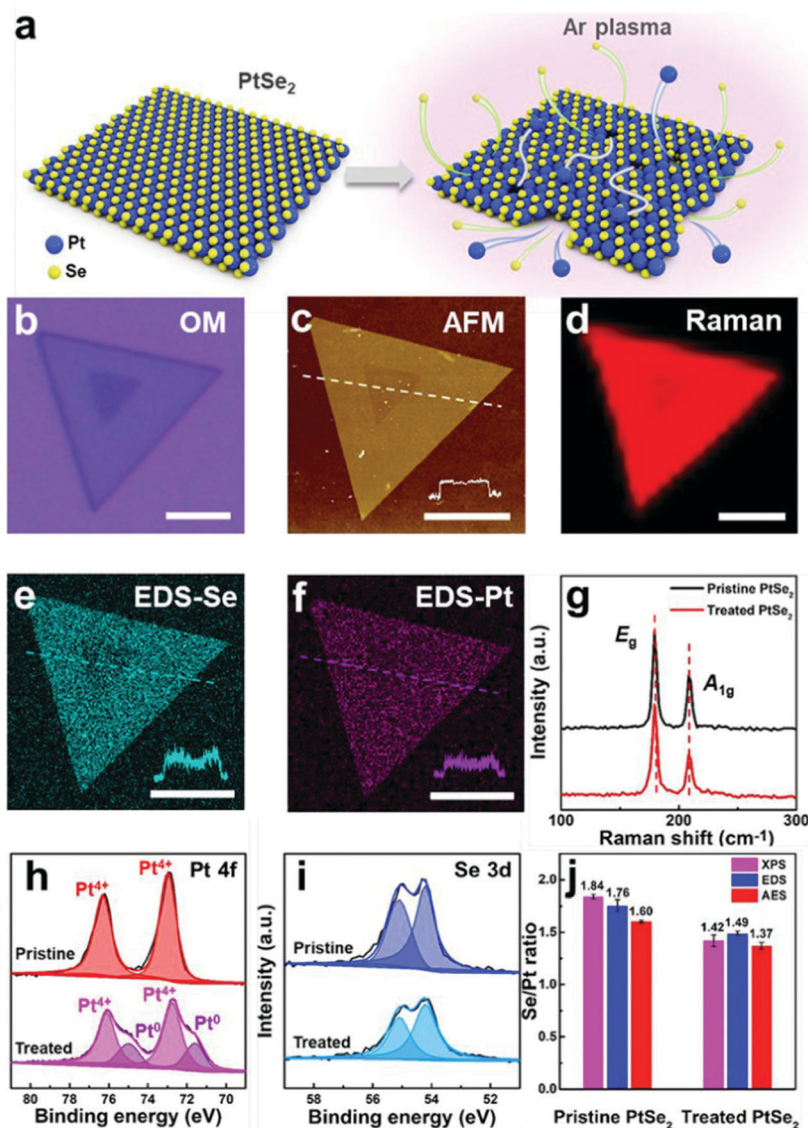 a
Ar plasma
PtSe₂
Pt
Se
b OM
c AFM
d Raman
e EDS-Se
f EDS-Pt
g
Pristine PtSe₂
Treated PtSe₂
Eg
A1g
Intensity (a.u.)
100 200 300
Raman shift (cm⁻¹)
h Pt 4f
Pt⁴⁺ Pt⁴⁺
Pristine
Pt⁴⁺ Pt⁰ Pt⁴⁺ Pt⁰
Treated
80 78 76 74 72 70
Binding energy (eV)
i Se 3d
Intensity (a.u.)
Pristine
Treated
58 56 54 52
Binding energy (eV)
j
XPS
EDS
AES
2.0
1.5
1.0
0.5
0.0
Se/Pt ratio
1.84 1.76 1.60
1.42 1.49 1.37
Pristine PtSe₂ Treated PtSe₂